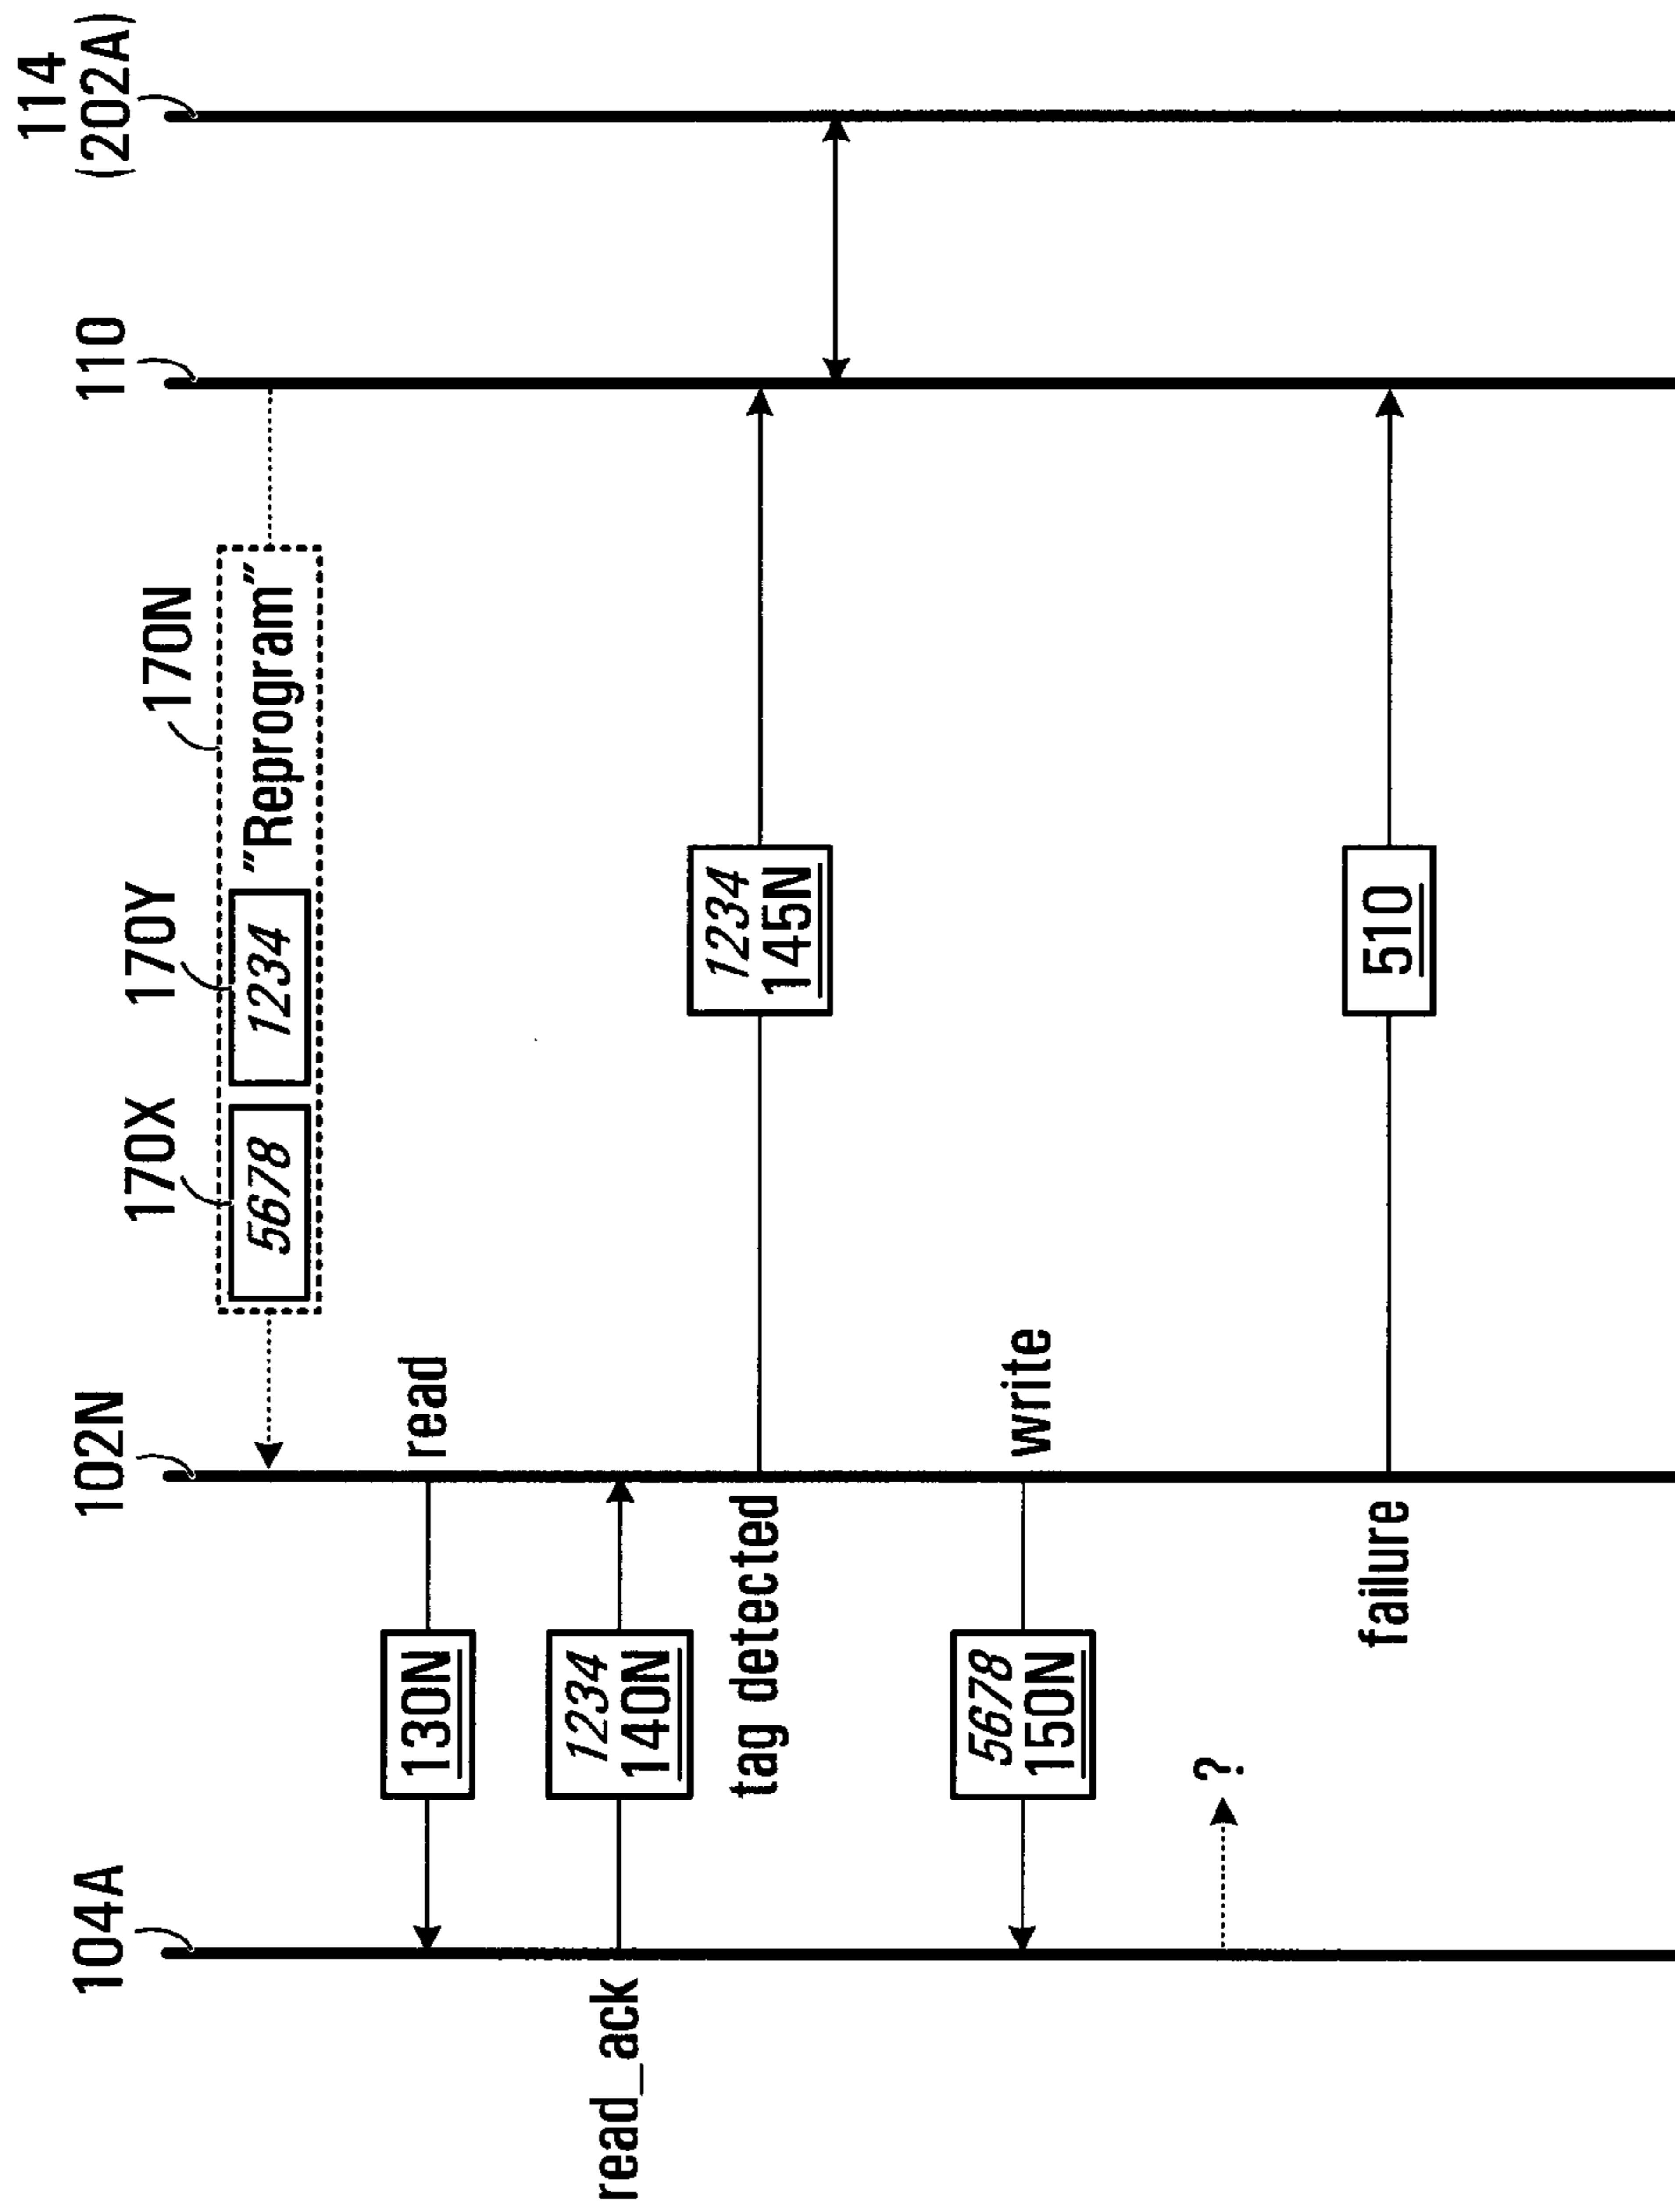 104A
102N
110
114
(202A)
170X
170Y
170N
5678
1234
"Reprogram"
read
130N
read_ack
1234
140N
tag detected
1234
145N
write
5678
150N
?
failure
510